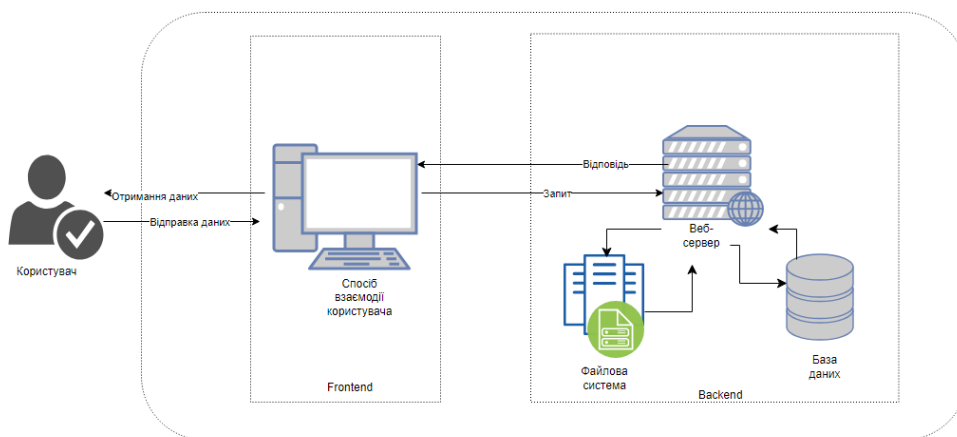 Відповідь
Отримання даних
Запит
Відправка даних
Веб-
сервер
Користувач
Спосіб
взаємодії
користувача
Файлова
система
База
даних
Frontend
Backend